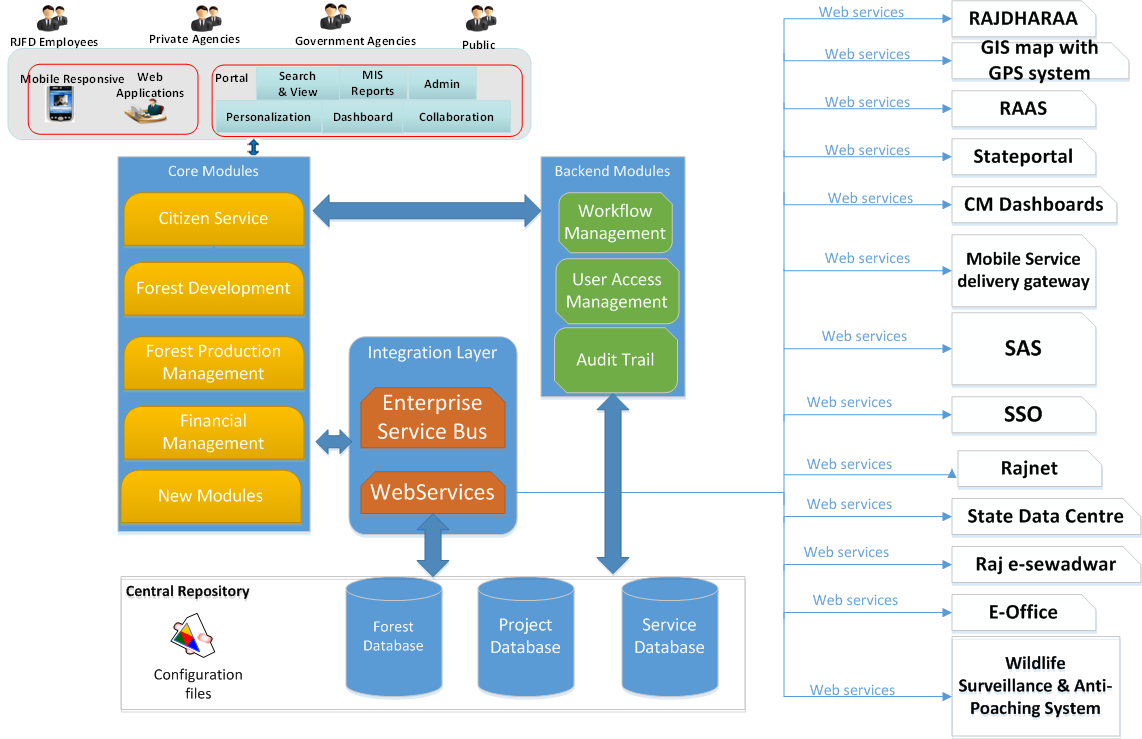 RJFD Employees
Private Agencies
Government Agencies
Public
Mobile Responsive
Web
Applications
Portal
Search
& View
MIS
Reports
Admin
Personalization
Dashboard
Collaboration
Core Modules
Citizen Service
Forest Development
Forest Production
Management
Financial
Management
New Modules
Backend Modules
Workflow
Management
User Access
Management
Audit Trail
Integration Layer
Enterprise
Service Bus
WebServices
Central Repository
Configuration
files
Forest
Database
Project
Database
Service
Database
Web services
RAJDHARAA
Web services
GIS map with
GPS system
Web services
RAAS
Web services
Stateportal
Web services
CM Dashboards
Web services
Mobile Service
delivery gateway
Web services
SAS
Web services
SSO
Web services
Rajnet
Web services
State Data Centre
Web services
Raj e-sewadwar
Web services
E-Office
Web services
Wildlife
Surveillance & Anti-
Poaching System